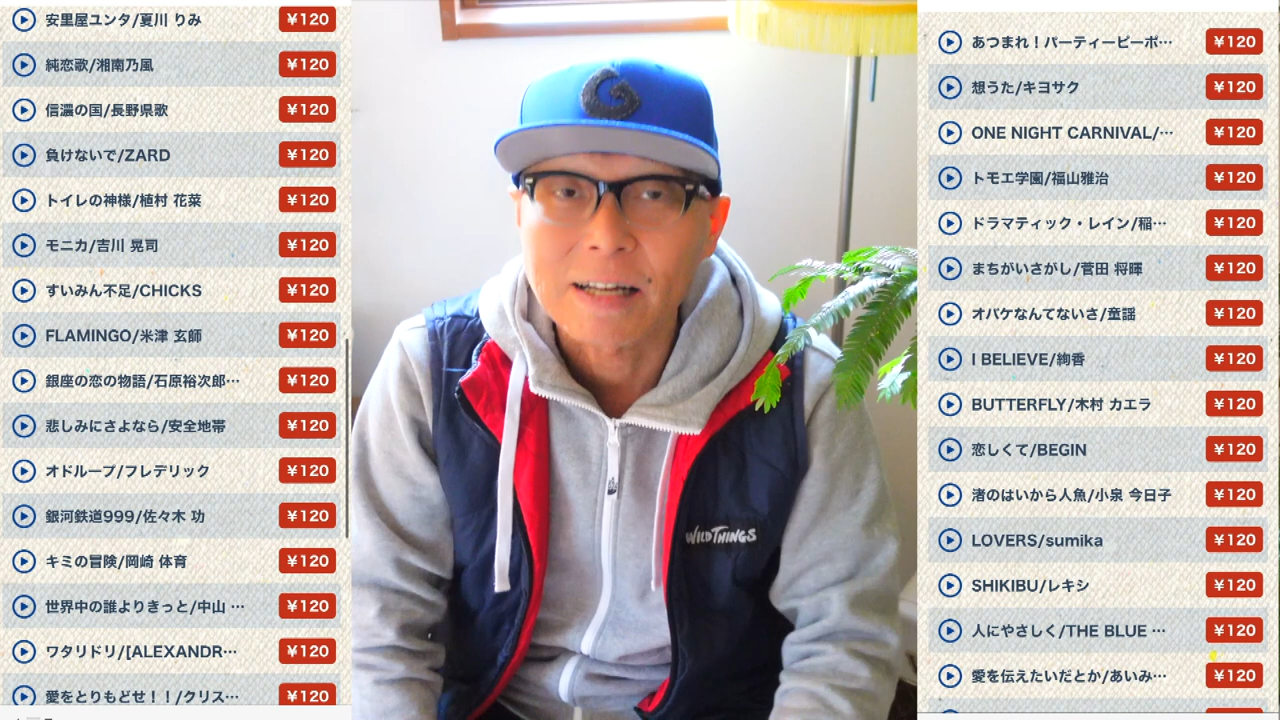 安里屋ユンタ/夏川 りみ ¥120
純恋歌/湘南乃風 ¥120
信濃の国/長野県歌 ¥120
負けないで/ZARD ¥120
トイレの神様/植村 花菜 ¥120
モニカ/吉川 晃司 ¥120
すいみん不足/CHICKS ¥120
FLAMINGO/米津 玄師 ¥120
銀座の恋の物語/石原裕次郎… ¥120
悲しみにさよなら/安全地帯 ¥120
オドループ/フレデリック ¥120
銀河鉄道999/佐々木 功 ¥120
キミの冒険/岡崎 体育 ¥120
世界中の誰よりきっと/中山 … ¥120
ワタリドリ/[ALEXANDR… ¥120
愛をとりもどせ！！/クリス… ¥120
G
WILDTHINGS
あつまれ！パーティーピーポ… ¥120
想うた/キヨサク ¥120
ONE NIGHT CARNIVAL/… ¥120
トモエ学園/福山雅治 ¥120
ドラマティック・レイン/稲… ¥120
まちがいさがし/菅田 将暉 ¥120
オバケなんてないさ/童謡 ¥120
I BELIEVE/絢香 ¥120
BUTTERFLY/木村 カエラ ¥120
恋しくて/BEGIN ¥120
渚のはいから人魚/小泉 今日子 ¥120
LOVERS/sumika ¥120
SHIKIBU/レキシ ¥120
人にやさしく/THE BLUE … ¥120
愛を伝えたいだとか/あいみ… ¥120